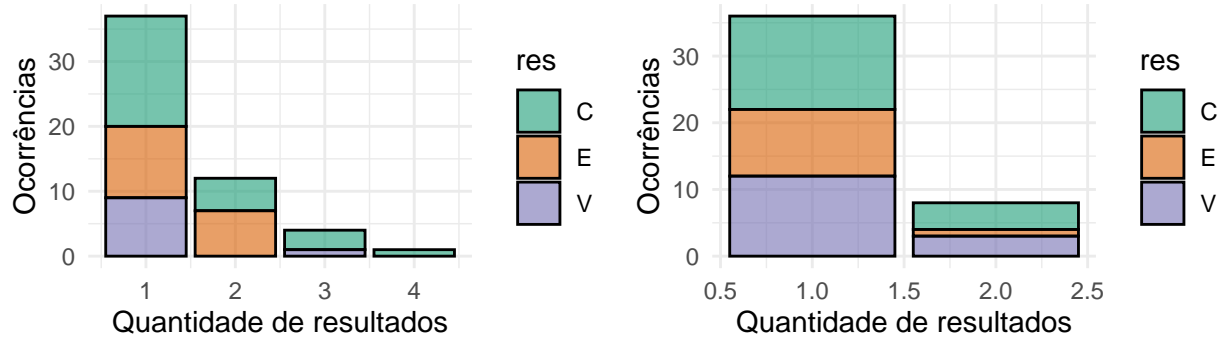 Ocorrências
30
20
10
0
1 2 3 4
Quantidade de resultados
res
C
E
V
Ocorrências
30
20
10
0
0.5 1.0 1.5 2.0 2.5
Quantidade de resultados
res
C
E
V